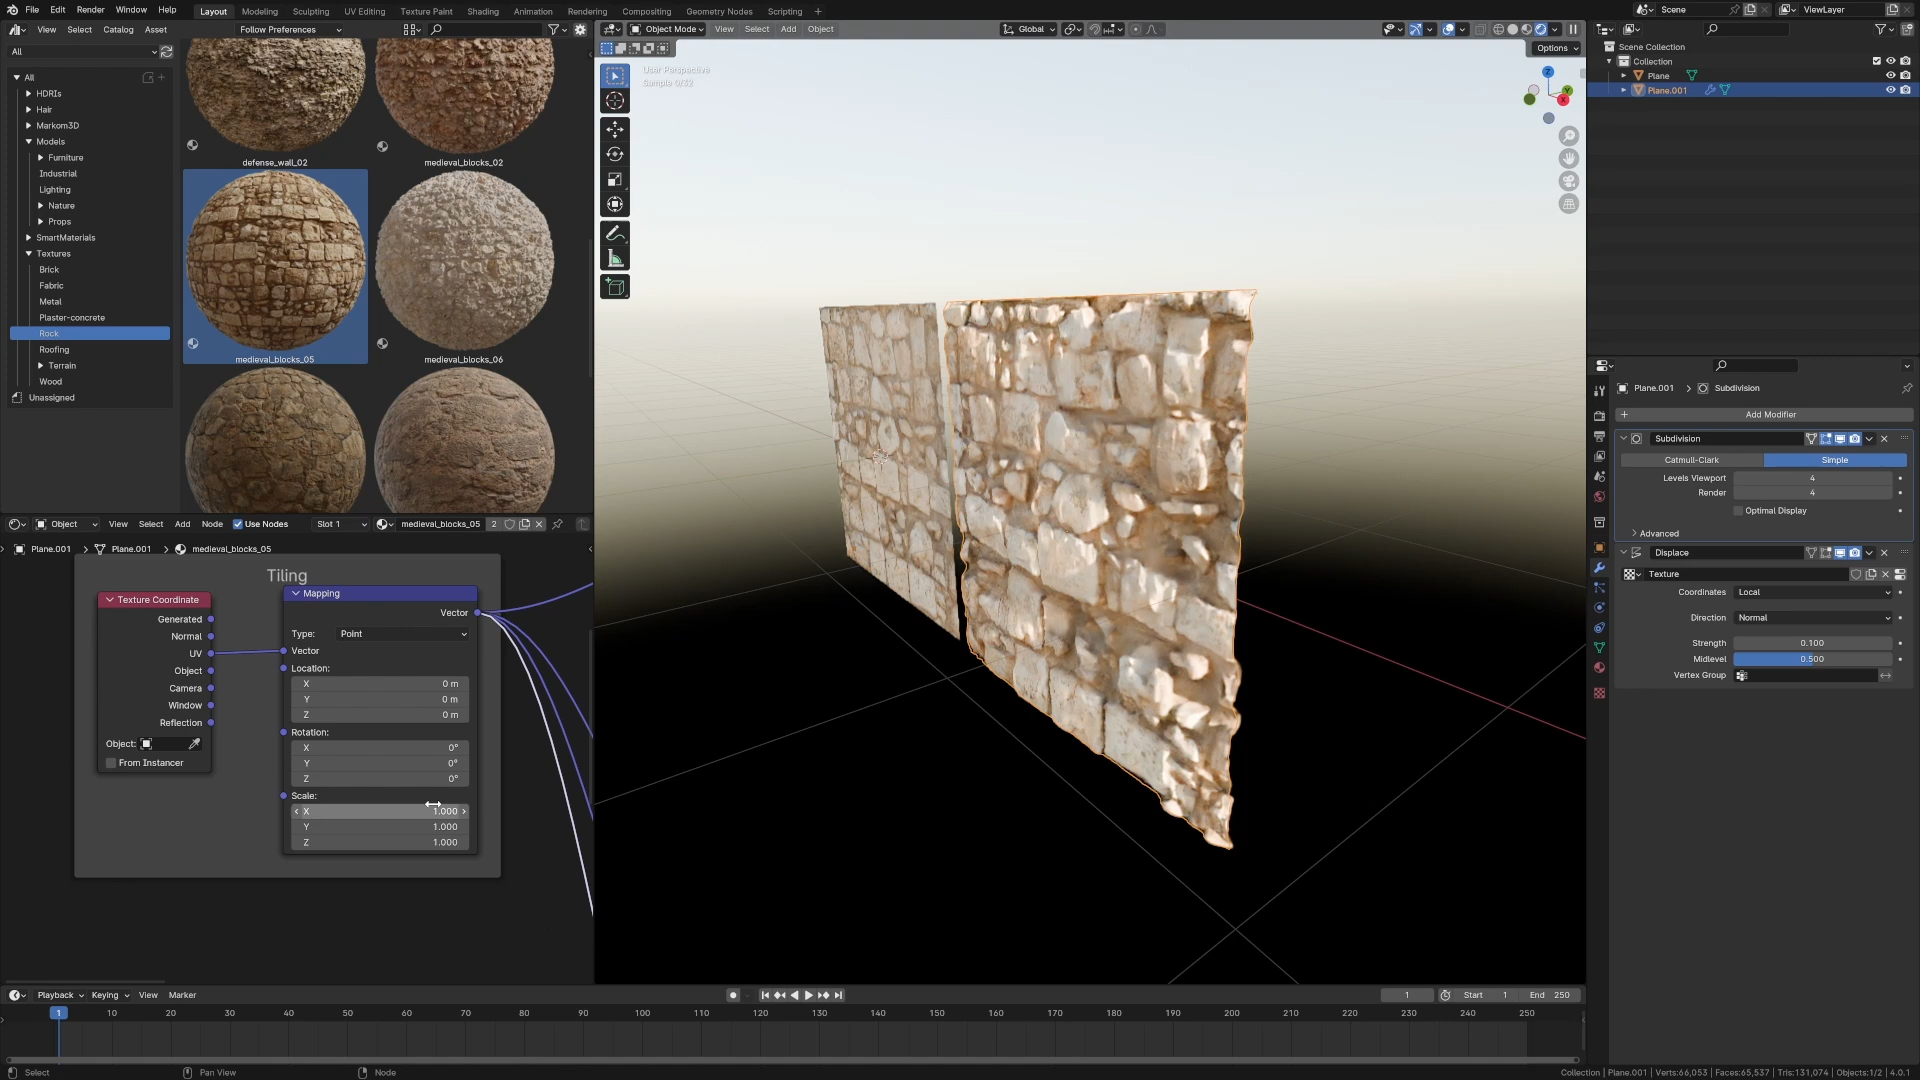 File Edit Render Window Help Layout Modeling Sculpting UV Editing Texture Paint Shading Animation Rendering Compositing Geometry Nodes Scripting + Scene ViewLayer
View Select Catalog Asset Follow Preferences
All
All
HDRIs
Hair
Markom3D
Models
Furniture
Industrial
Lighting
Nature
Props
SmartMaterials
Textures
Brick
Fabric
Metal
Plaster-concrete
Rock
Roofing
Terrain
Wood
Unassigned
defense_wall_02
medieval_blocks_02
medieval_blocks_05
medieval_blocks_06
Object Mode View Select Add Object Global
Options
User Perspective
Sample 0/32
Z
Y
X
Scene Collection
Collection
Plane
Plane.001
Plane.001 > Subdivision
+ Add Modifier
Subdivision
Catmull-Clark Simple
Levels Viewport 4
Render 4
Optimal Display
Advanced
Displace
Texture
Coordinates Local
Direction Normal
Strength 0.100
Midlevel 0.500
Vertex Group
Object View Select Add Node Use Nodes Slot 1 medieval_blocks_05 2
Plane.001 > Plane.001 > medieval_blocks_05
Tiling
Texture Coordinate
Generated
Normal
UV
Object
Camera
Window
Reflection
Object:
From Instancer
Mapping
Vector
Type: Point
Vector
Location:
X 0 m
Y 0 m
Z 0 m
Rotation:
X 0°
Y 0°
Z 0°
Scale:
X 1.000
Y 1.000
Z 1.000
Playback Keying View Marker 1 Start 1 End 250
1 10 20 30 40 50 60 70 80 90 100 110 120 130 140 150 160 170 180 190 200 210 220 230 240 250
Select Pan View Node Collection | Plane.001 | Verts:66,053 | Faces:65,537 | Tris:131,074 | Objects:1/2 | 4.0.1